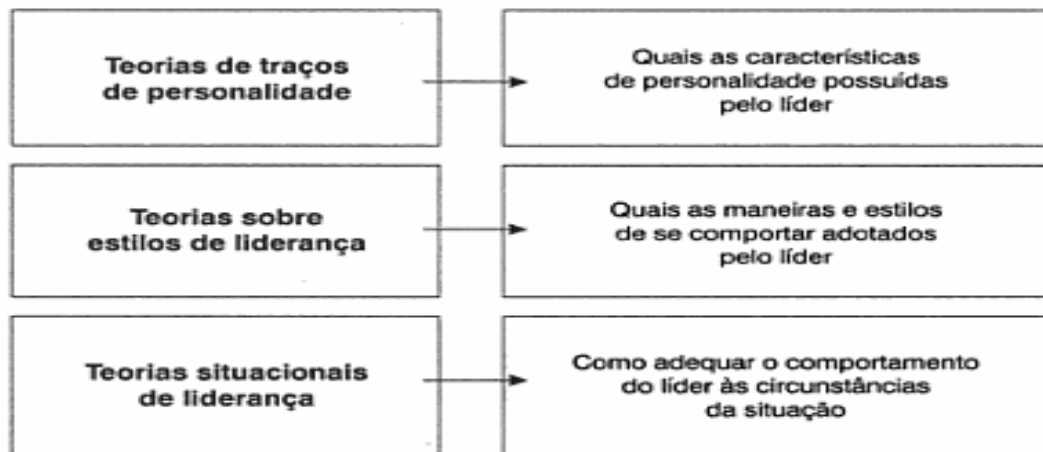 Teorias de traços
de personalidade
Quais as características
de personalidade possuídas
pelo líder
Teorias sobre
estilos de liderança
Quais as maneiras e estilos
de se comportar adotados
pelo líder
Teorias situacionais
de liderança
Como adequar o comportamento
do líder às circunstâncias
da situação